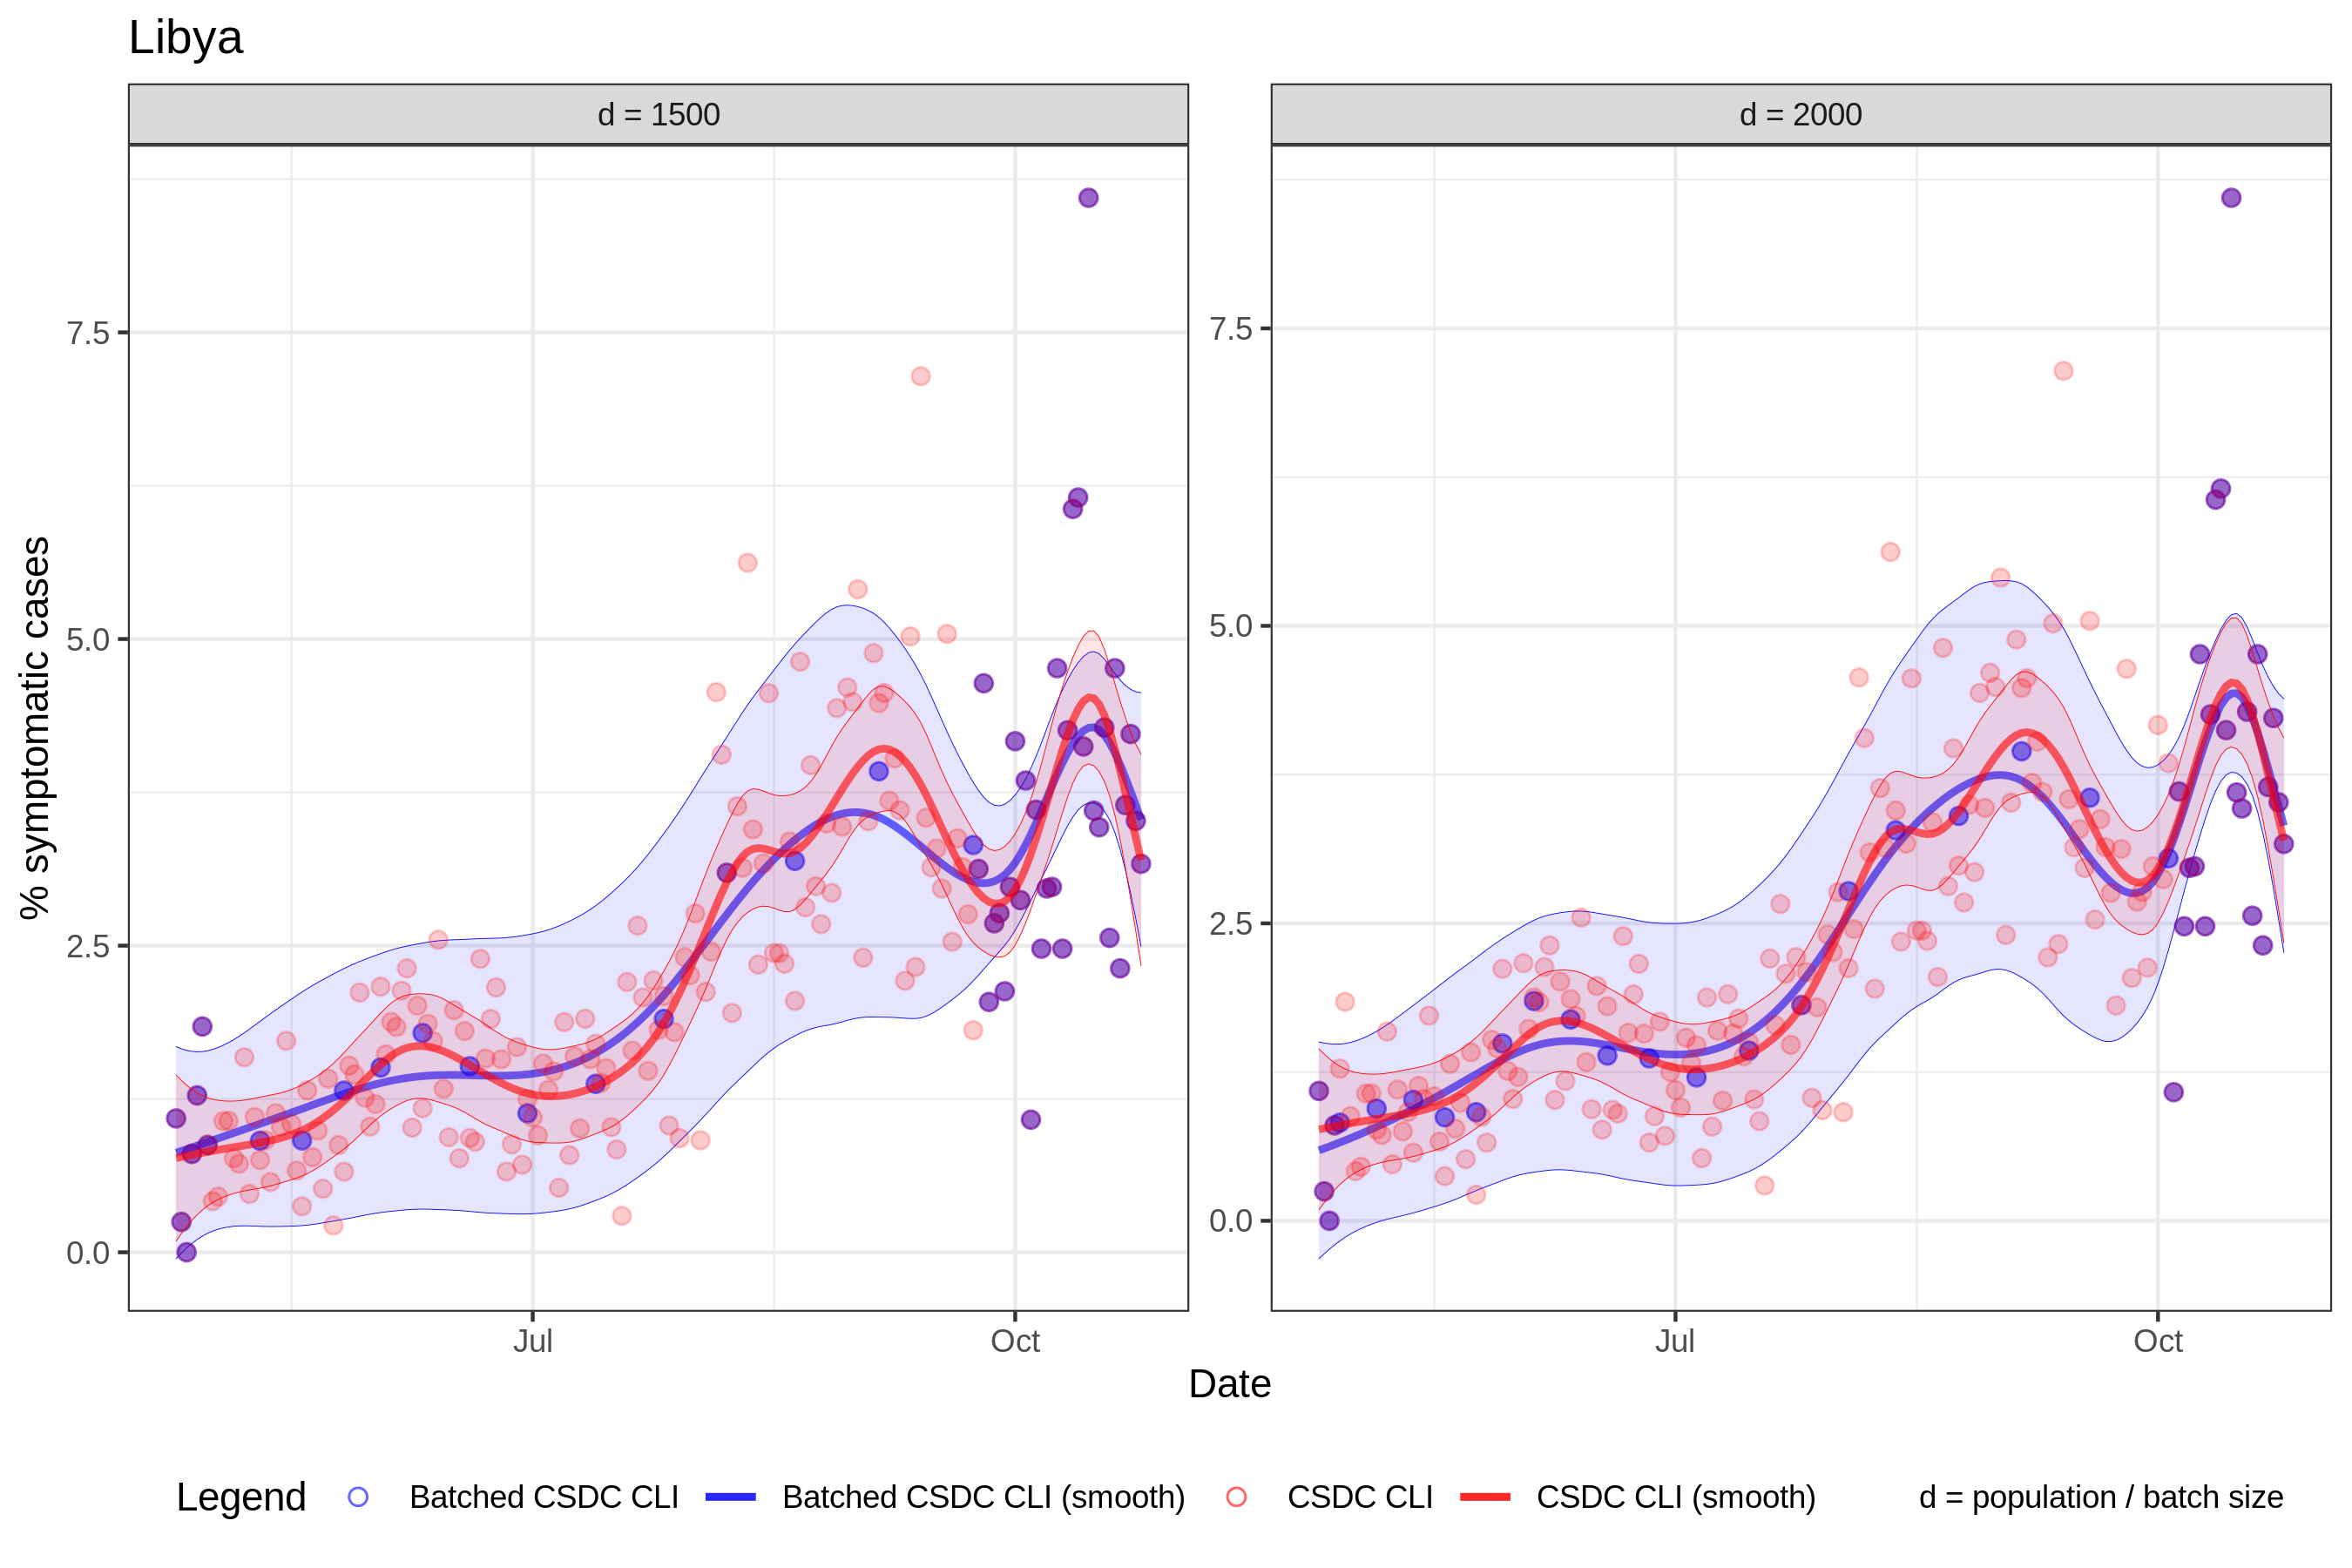 Libya
d = 1500
d = 2000
% symptomatic cases
7.5
5.0
2.5
0.0
7.5
5.0
2.5
0.0
Jul
Oct
Jul
Oct
Date
Legend
Batched CSDC CLI
Batched CSDC CLI (smooth)
CSDC CLI
CSDC CLI (smooth)
d = population / batch size